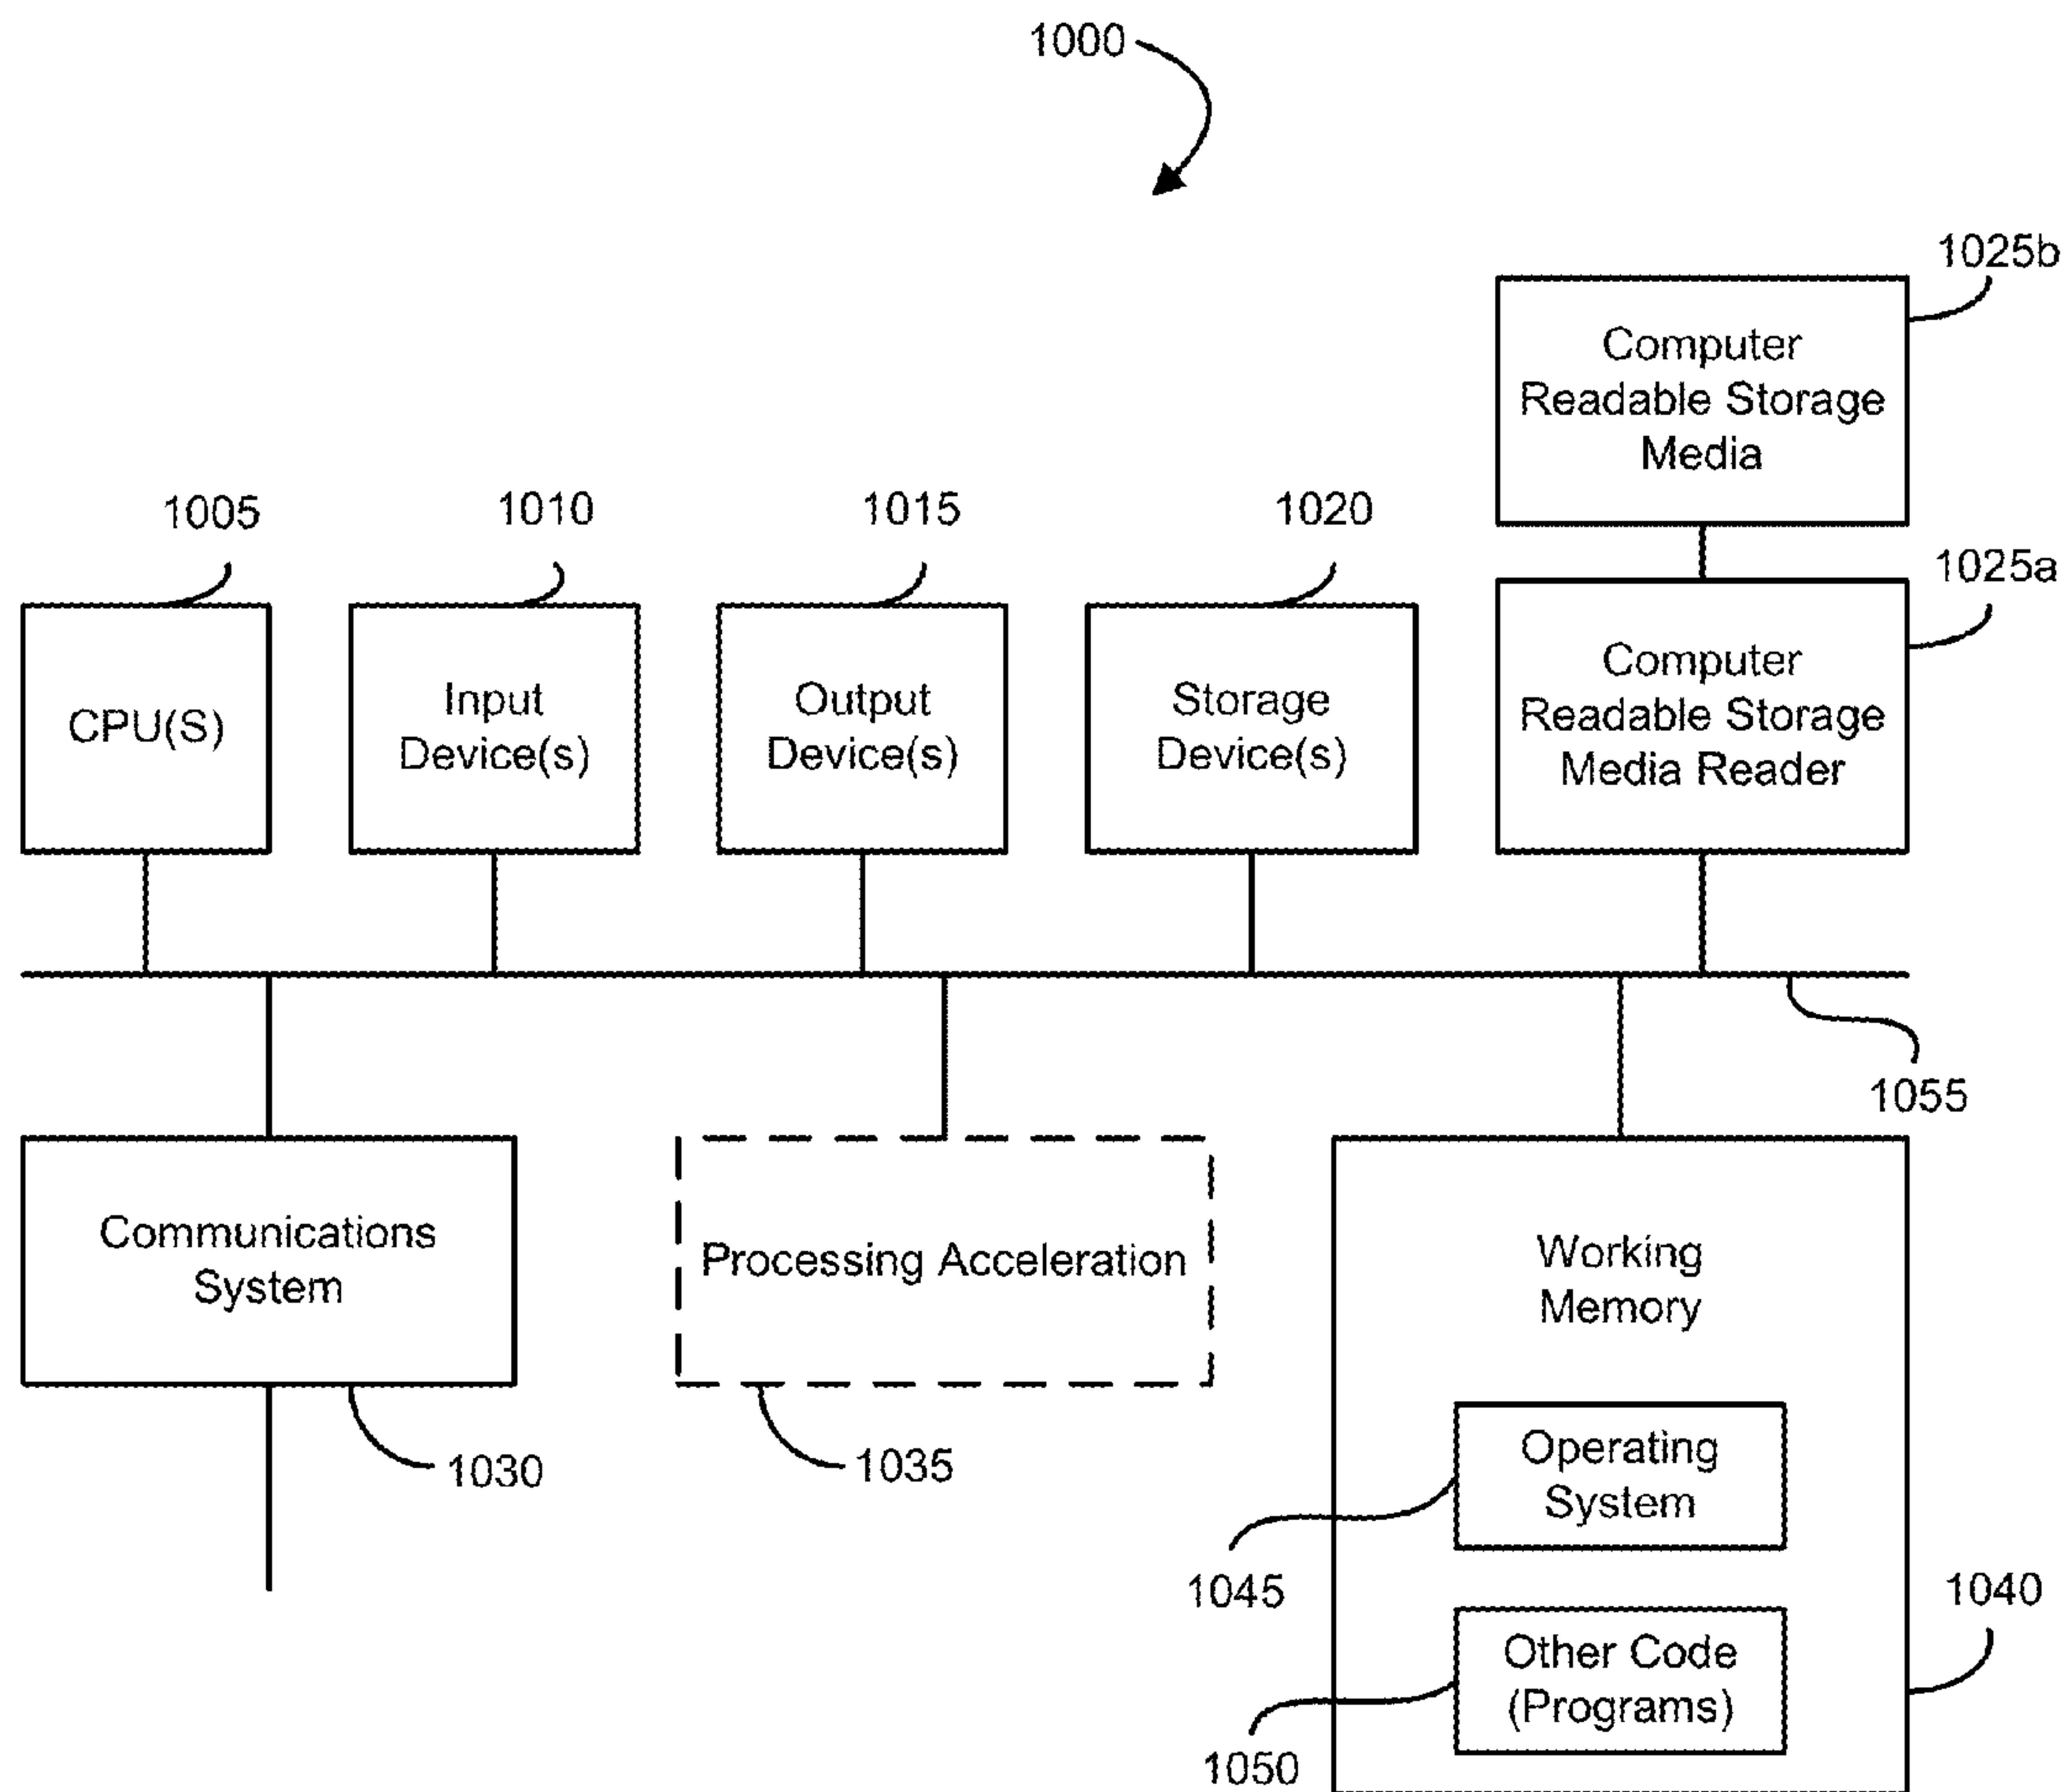 1000
1025b
Computer
Readable Storage
Media
1005
1010
1015
1020
1025a
CPU(S)
Input
Device(s)
Output
Device(s)
Storage
Device(s)
Computer
Readable Storage
Media Reader
1055
Communications
System
Processing Acceleration
Working
Memory
1030
1035
Operating
System
1045
1040
Other Code
(Programs)
1050